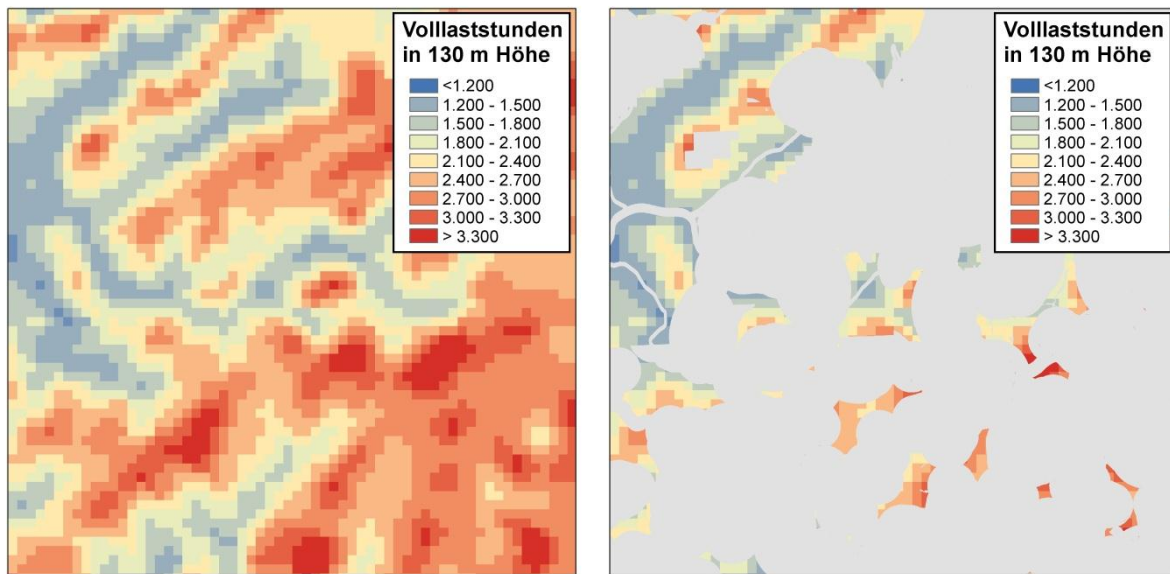 Volllaststunden
in 130 m Höhe
<1.200
1.200 - 1.500
1.500 - 1.800
1.800 - 2.100
2.100 - 2.400
2.400 - 2.700
2.700 - 3.000
3.000 - 3.300
> 3.300
Volllaststunden
in 130 m Höhe
<1.200
1.200 - 1.500
1.500 - 1.800
1.800 - 2.100
2.100 - 2.400
2.400 - 2.700
2.700 - 3.000
3.000 - 3.300
> 3.300